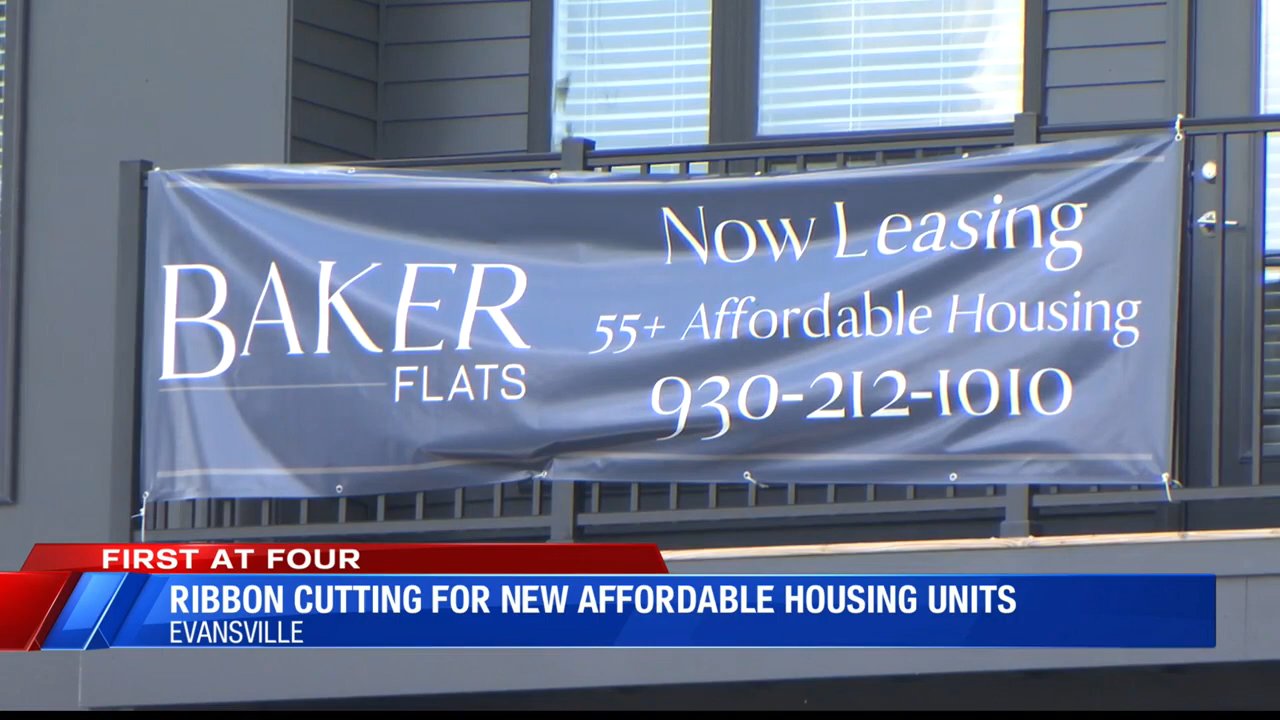 BAKER
FLATS
Now Leasing
55+ Affordable Housing
930-212-1010
FIRST AT FOUR
RIBBON CUTTING FOR NEW AFFORDABLE HOUSING UNITS
EVANSVILLE